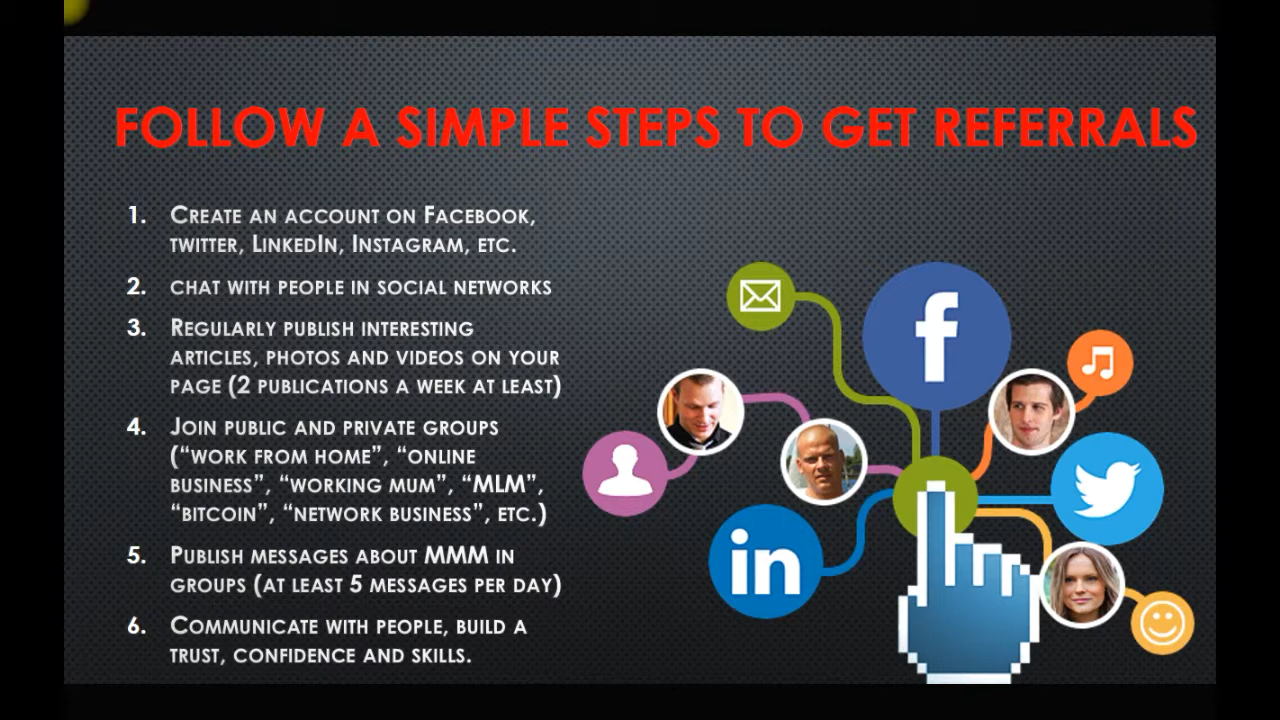 FOLLOW A SIMPLE STEPS TO GET REFERRALS
1. CREATE AN ACCOUNT ON FACEBOOK,
TWITTER, LINKEDIN, INSTAGRAM, ETC.
2. CHAT WITH PEOPLE IN SOCIAL NETWORKS
3. REGULARLY PUBLISH INTERESTING
ARTICLES, PHOTOS AND VIDEOS ON YOUR
PAGE (2 PUBLICATIONS A WEEK AT LEAST)
4. JOIN PUBLIC AND PRIVATE GROUPS
(“WORK FROM HOME”, “ONLINE
BUSINESS”, “WORKING MUM”, “MLM”,
“BITCOIN”, “NETWORK BUSINESS”, ETC.)
5. PUBLISH MESSAGES ABOUT MMM IN
GROUPS (AT LEAST 5 MESSAGES PER DAY)
6. COMMUNICATE WITH PEOPLE, BUILD A
TRUST, CONFIDENCE AND SKILLS.
f
in